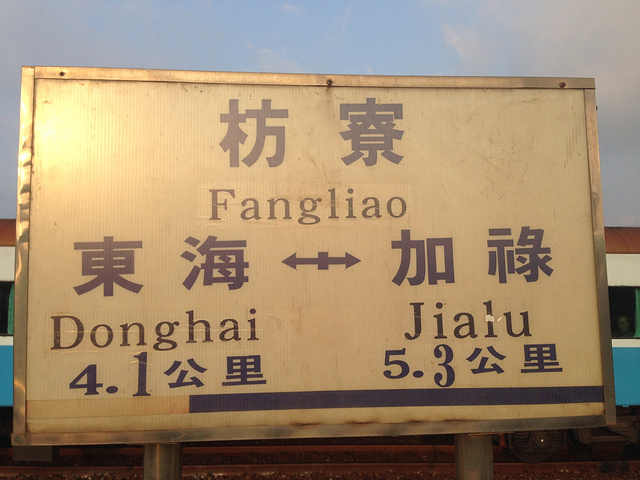 枋寮
Fangliao
東海 ↔ 加祿
Donghai Jialu
4.1公里 5.3公里